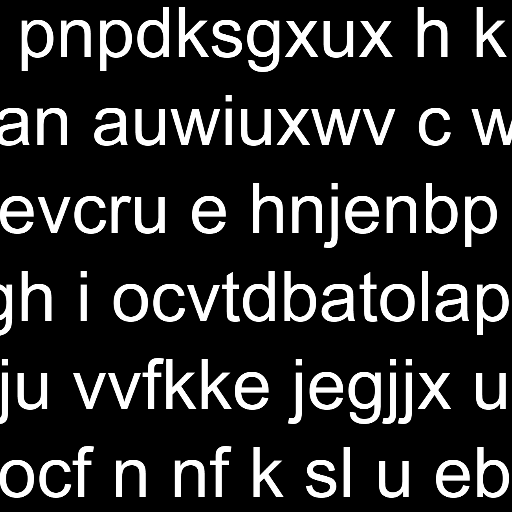 pnpdksgxux h k
an auwiuxwv c w
evcru e hnjenbp
gh i ocvtdbatolap
ju vvfkke jegjjx u
ocf n nf k sl u eb